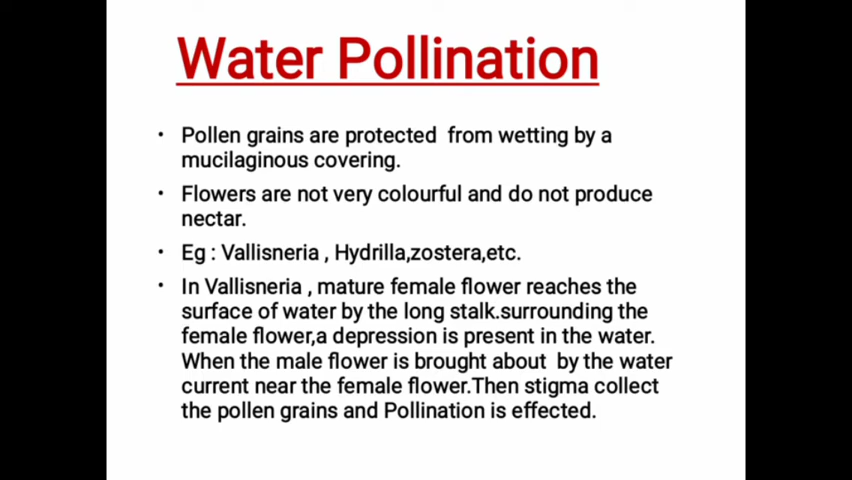 Water Pollination
• Pollen grains are protected from wetting by a
mucilaginous covering.
• Flowers are not very colourful and do not produce
nectar.
• Eg : Vallisneria , Hydrilla,zostera,etc.
• In Vallisneria , mature female flower reaches the
surface of water by the long stalk.surrounding the
female flower,a depression is present in the water.
When the male flower is brought about by the water
current near the female flower.Then stigma collect
the pollen grains and Pollination is effected.